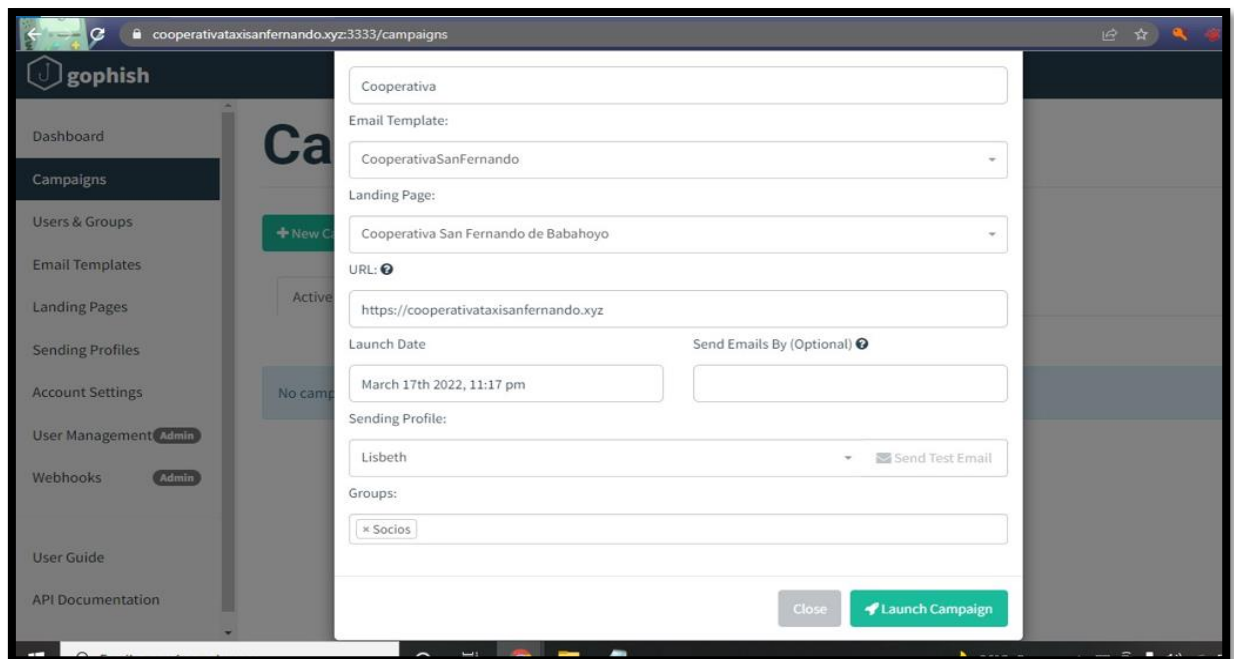 cooperativataxisanfernando.xyz:3333/campaigns
gophish
Dashboard
Campaigns
Users & Groups
Email Templates
Landing Pages
Sending Profiles
Account Settings
User Management Admin
Webhooks Admin
User Guide
API Documentation
Ca
New Ca
Active
No camp
Cooperativa
Email Template:
CooperativaSanFernando
Landing Page:
Cooperativa San Fernando de Babahoyo
URL:
https://cooperativataxisanfernando.xyz
Launch Date
Send Emails By (Optional)
March 17th 2022, 11:17 pm
Sending Profile:
Lisbeth
Send Test Email
Groups:
× Socios
Close
Launch Campaign